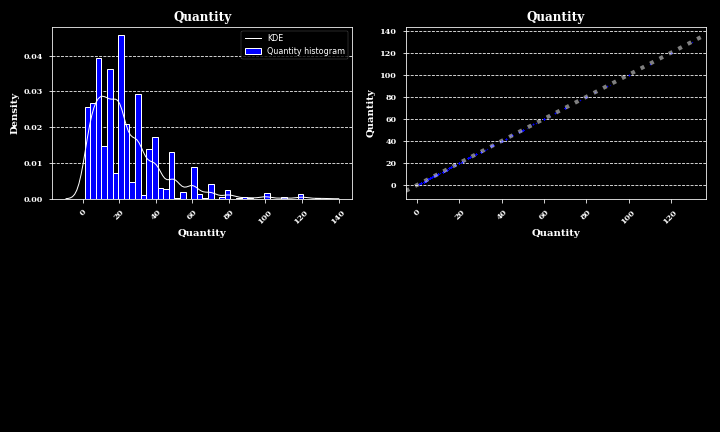 Quantity
KDE
Quantity histogram
Density
0.04
0.03
0.02
0.01
0.00
0 20 40 60 80 100 120 140
Quantity
Quantity
Quantity
140
120
100
80
60
40
20
0
0 20 40 60 80 100 120
Quantity